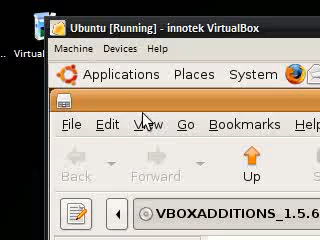 Ubuntu [Running] - innotek VirtualBox
Virtual
Machine Devices Help
Applications Places System
File Edit View Go Bookmarks Help
Back Forward Up
VBOXADDITIONS_1.5.6